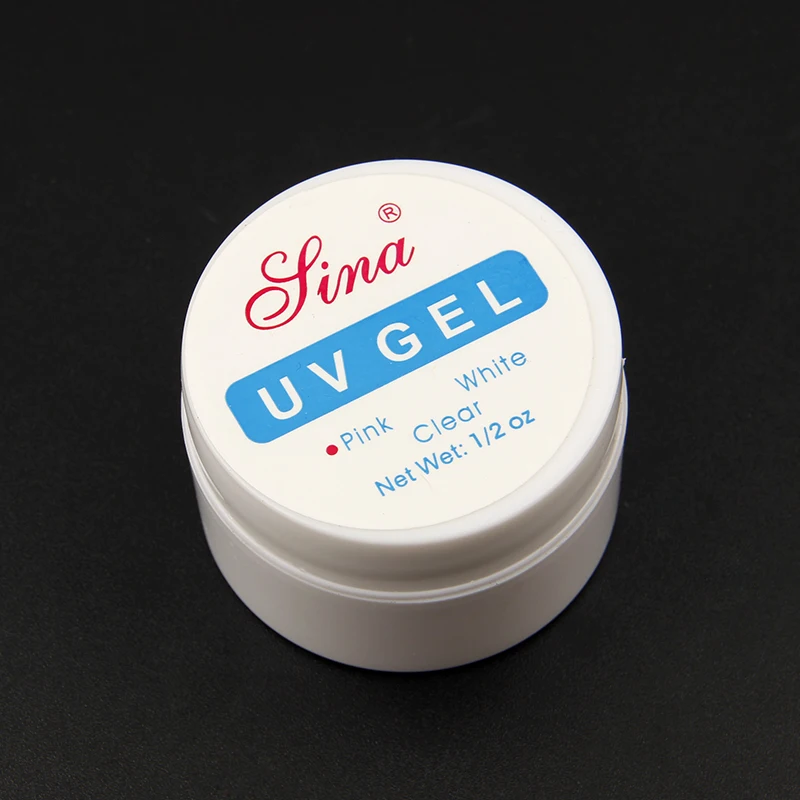 Sina ®
UV GEL
Pink White
Clear
Net Wet: 1/2 oz